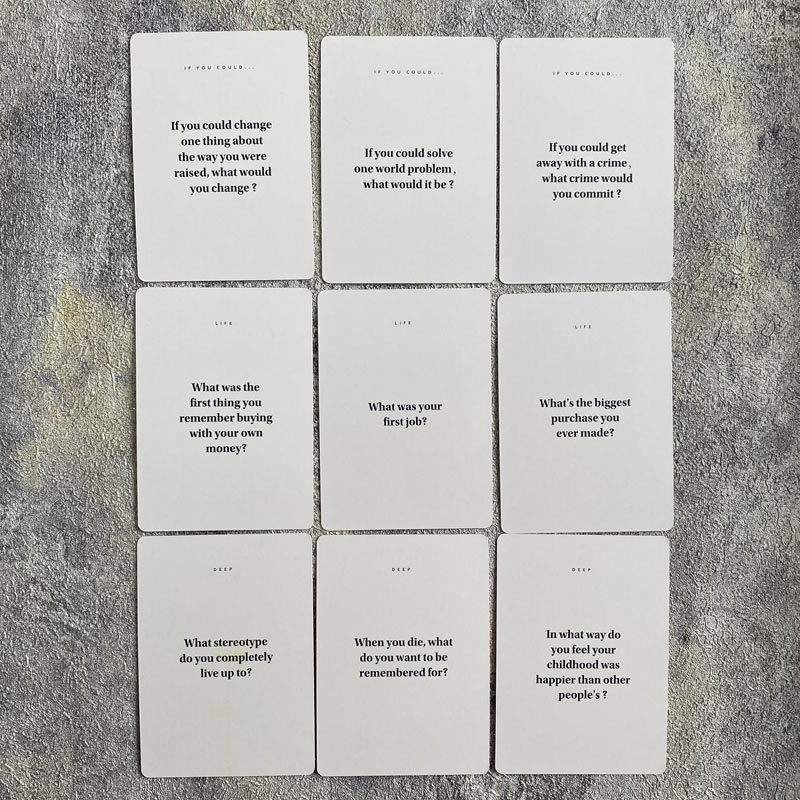 IF YOU COULD...
If you could change
one thing about
the way you were
raised, what would
you change ?
IF YOU COULD...
If you could solve
one world problem ,
what would it be ?
IF YOU COULD...
If you could get
away with a crime ,
what crime would
you commit ?
LIFE
What was the
first thing you
remember buying
with your own
money?
LIFE
What was your
first job?
LIFE
What's the biggest
purchase you
ever made?
DEEP
What stereotype
do you completely
live up to?
DEEP
When you die, what
do you want to be
remembered for?
DEEP
In what way do
you feel your
childhood was
happier than other
people's ?